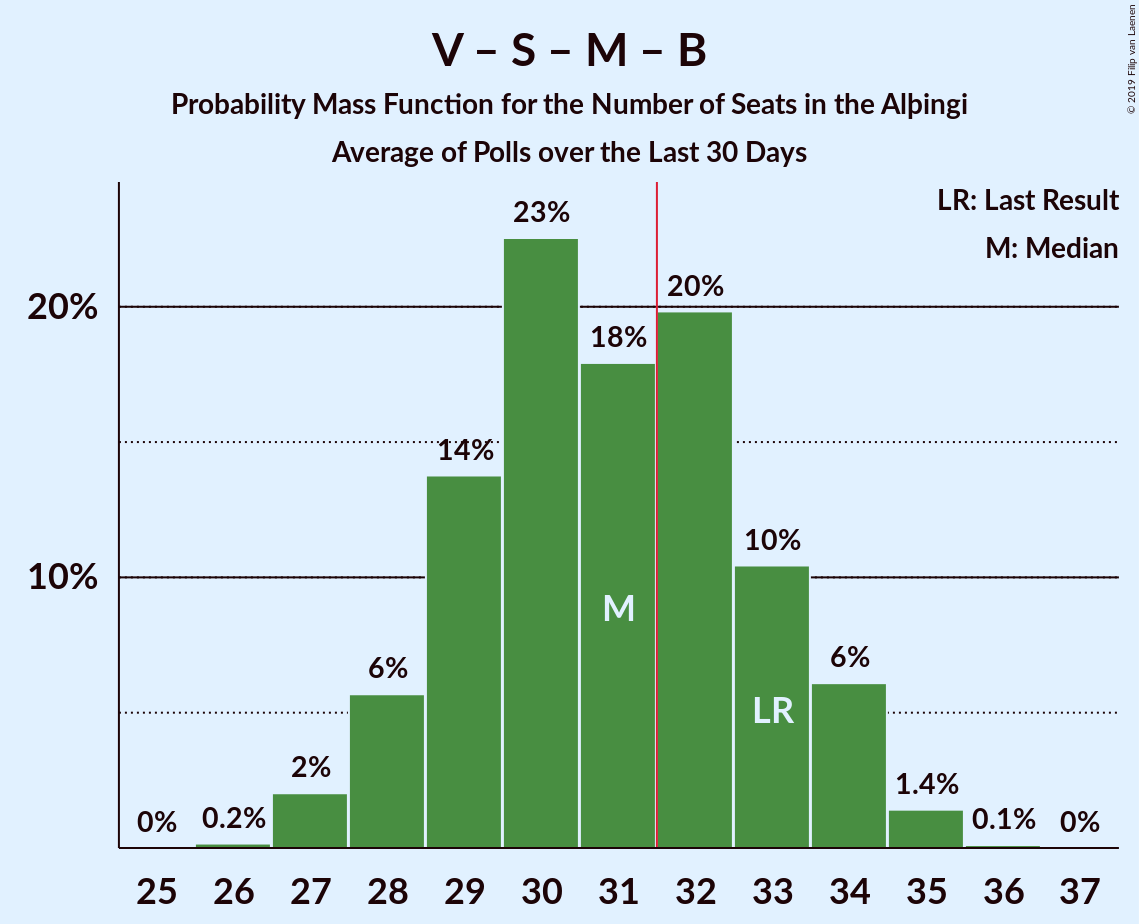 V – S – M – B
Probability Mass Function for the Number of Seats in the Alþingi
Average of Polls over the Last 30 Days
© 2019 Filip van Laenen
LR: Last Result
M: Median
23%
20%
20%
18%
14%
10%
10%
M
6%
6%
LR
2%
1.4%
0%
0.2%
0.1%
0%
25 26 27 28 29 30 31 32 33 34 35 36 37